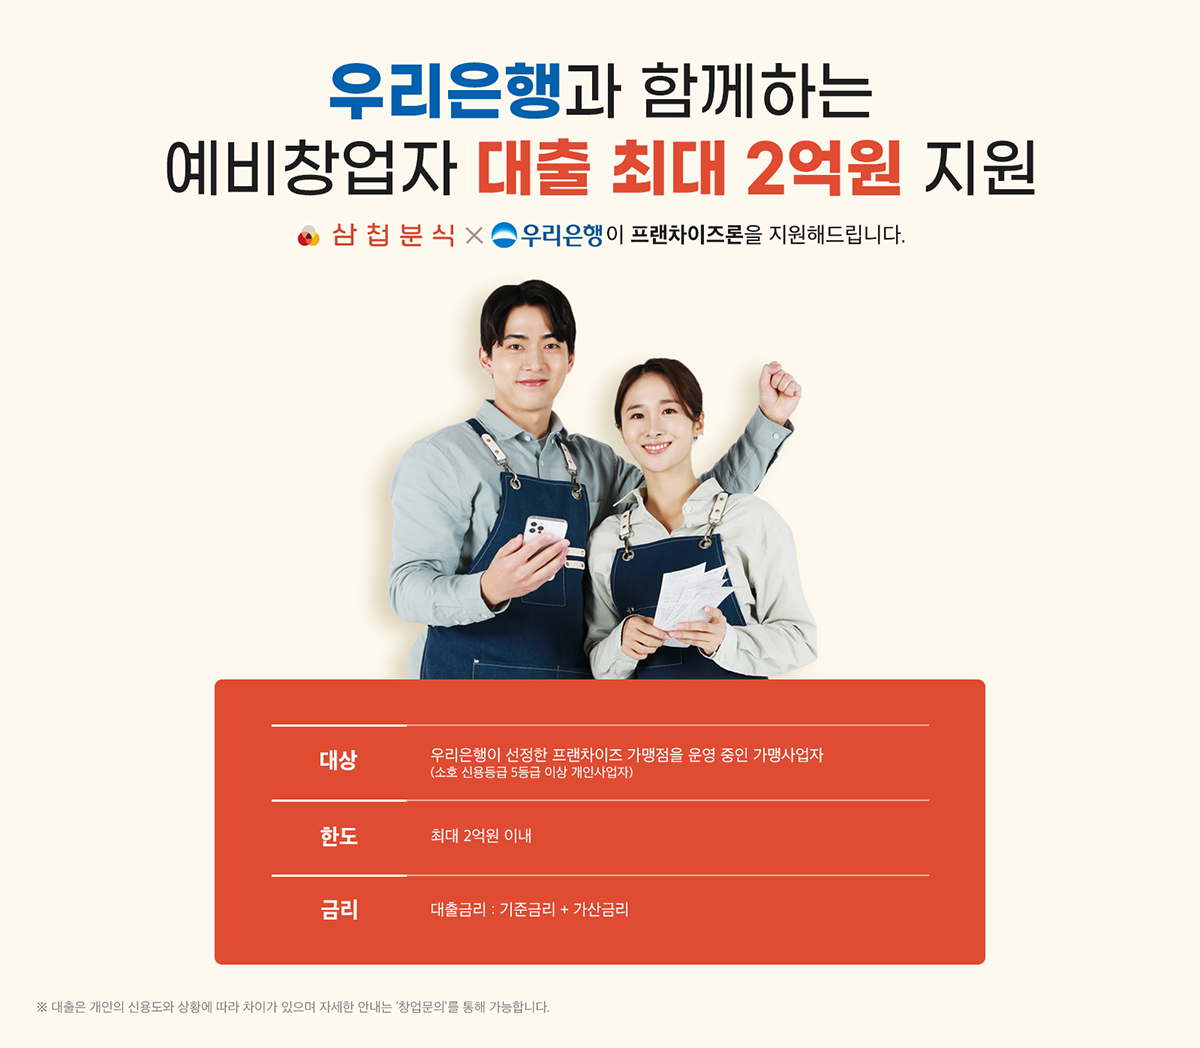 우리은행과 함께하는
예비창업자 대출 최대 2억원 지원
삼첩분식 × 우리은행이 프랜차이즈론을 지원해드립니다.
대상
우리은행이 선정한 프랜차이즈 가맹점을 운영 중인 가맹사업자
(소호 신용등급 5등급 이상 개인사업자)
한도
최대 2억원 이내
금리
대출금리 : 기준금리 + 가산금리
※ 대출은 개인의 신용도와 상황에 따라 차이가 있으며 자세한 안내는 '창업문의'를 통해 가능합니다.